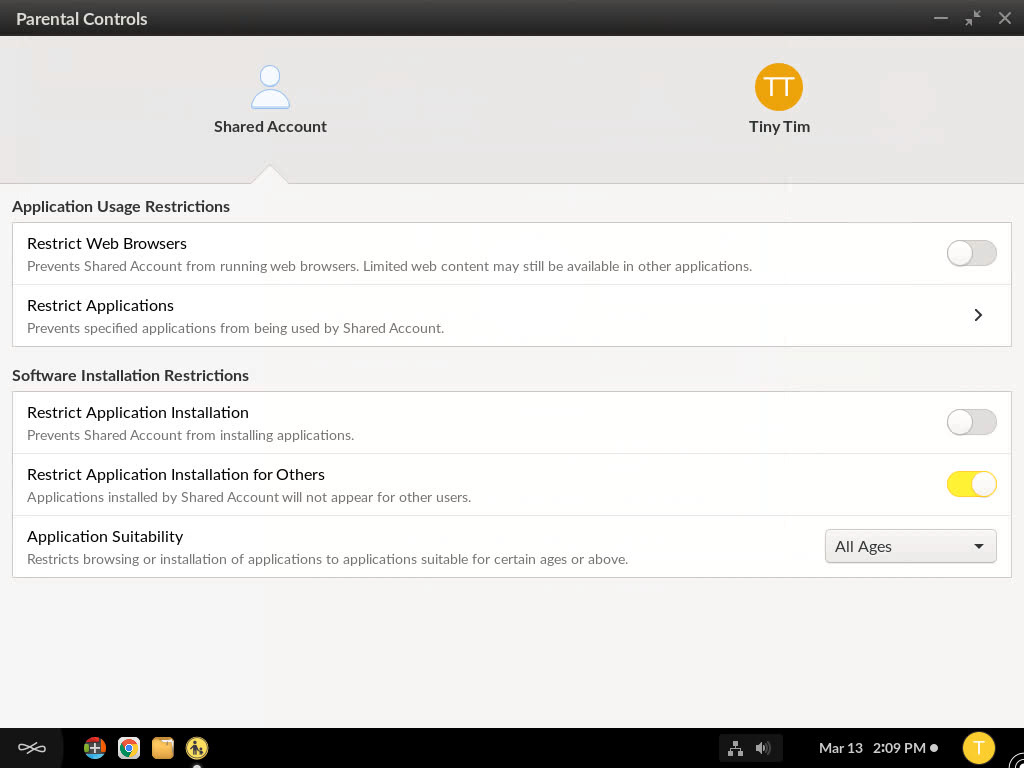 Parental Controls
TT
Shared Account
Tiny Tim
Application Usage Restrictions
Restrict Web Browsers
Prevents Shared Account from running web browsers. Limited web content may still be available in other applications.
Restrict Applications
Prevents specified applications from being used by Shared Account.
Software Installation Restrictions
Restrict Application Installation
Prevents Shared Account from installing applications.
Restrict Application Installation for Others
Applications installed by Shared Account will not appear for other users.
Application Suitability
Restricts browsing or installation of applications to applications suitable for certain ages or above.
All Ages
Mar 13 2:09 PM
T